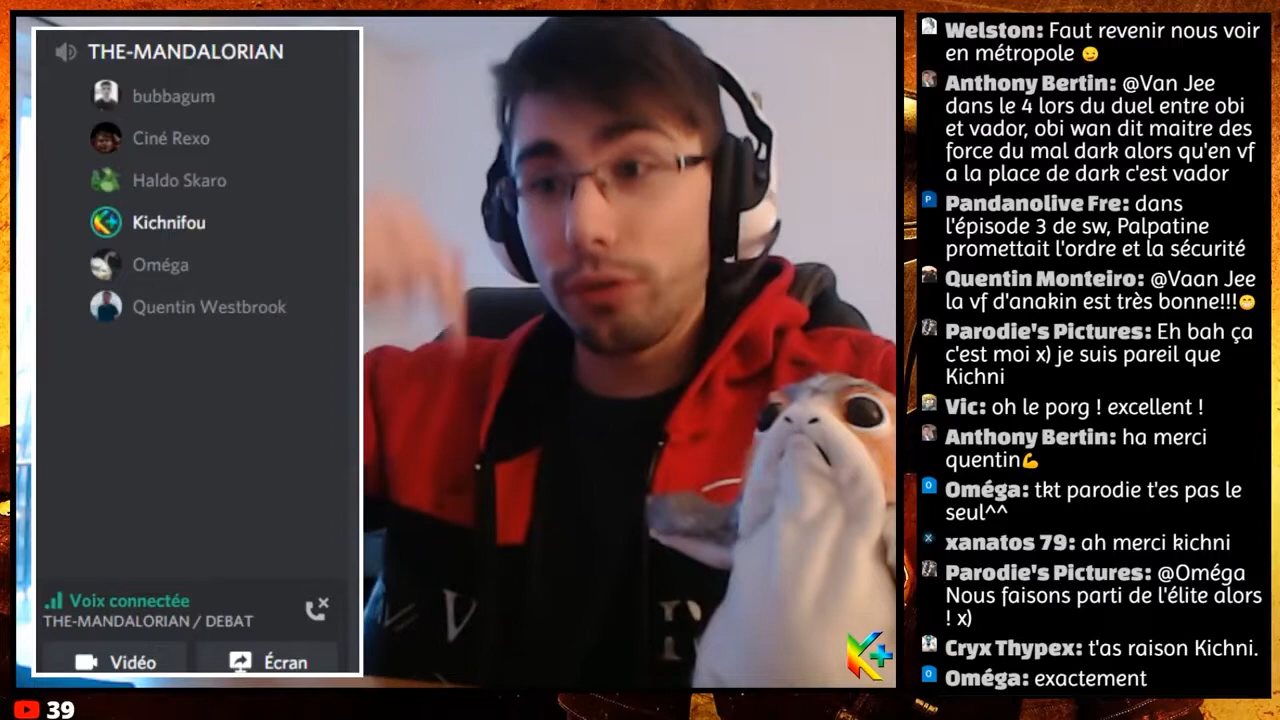 THE-MANDALORIAN
bubbagum
Ciné Rexo
Haldo Skaro
Kichnifou
Oméga
Quentin Westbrook
Voix connectée
THE-MANDALORIAN / DEBAT
Vidéo
Écran
39
Welston: Faut revenir nous voir
en métropole 😏
Anthony Bertin: @Van Jee
dans le 4 lors du duel entre obi
et vador, obi wan dit maitre des
force du mal dark alors qu'en vf
a la place de dark c'est vador
Pandanolive Fre: dans
l'épisode 3 de sw, Palpatine
promettait l'ordre et la sécurité
Quentin Monteiro: @Vaan Jee
la vf d'anakin est très bonne!!!😁
Parodie's Pictures: Eh bah ça
c'est moi x) je suis pareil que
Kichni
Vic: oh le porg ! excellent !
Anthony Bertin: ha merci
quentin💪
Oméga: tkt parodie t'es pas le
seul^^
xanatos 79: ah merci kichni
Parodie's Pictures: @Oméga
Nous faisons parti de l'élite alors
! x)
Cryx Thypex: t'as raison Kichni.
Oméga: exactement